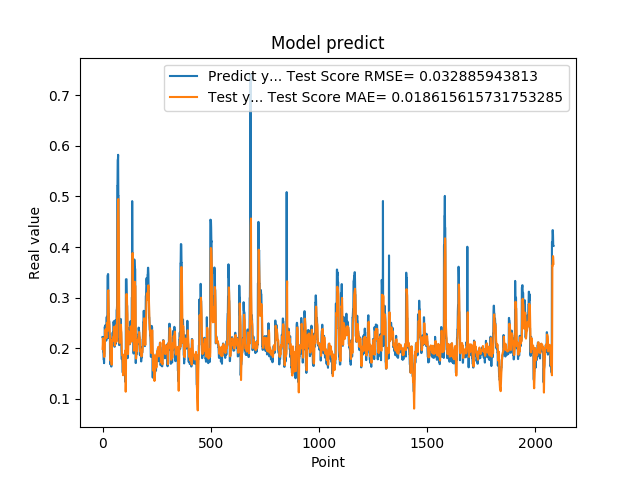 Model predict
Predict y... Test Score RMSE= 0.032885943813
Test y... Test Score MAE= 0.018615615731753285
Real value
0.7
0.6
0.5
0.4
0.3
0.2
0.1
0
500
1000
1500
2000
Point